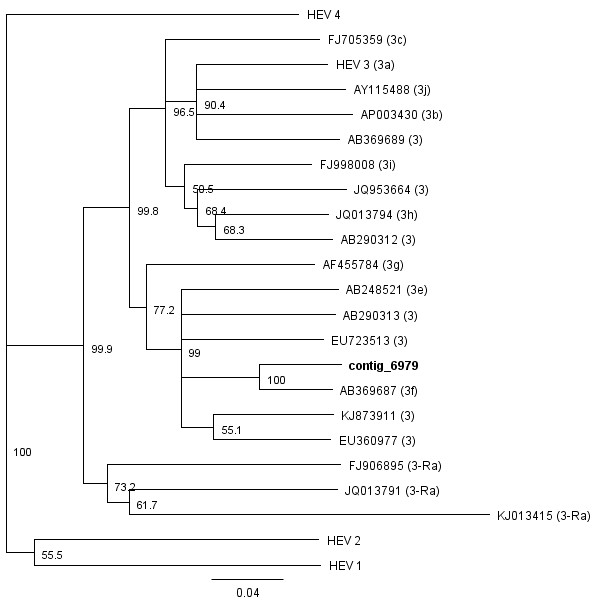 HEV 4
FJ705359 (3c)
HEV 3 (3a)
AY115488 (3j)
96.5 90.4
AP003430 (3b)
AB369689 (3)
FJ998008 (3i)
50.5 JQ953664 (3)
99.8 68.4 JQ013794 (3h)
68.3
AB290312 (3)
AF455784 (3g)
AB248521 (3e)
77.2
AB290313 (3)
EU723513 (3)
99.9 99
contig_6979
100
AB369687 (3f)
KJ873911 (3)
55.1
EU360977 (3)
100
FJ906895 (3-Ra)
73.2 JQ013791 (3-Ra)
61.7
KJ013415 (3-Ra)
HEV 2
55.5
HEV 1
0.04